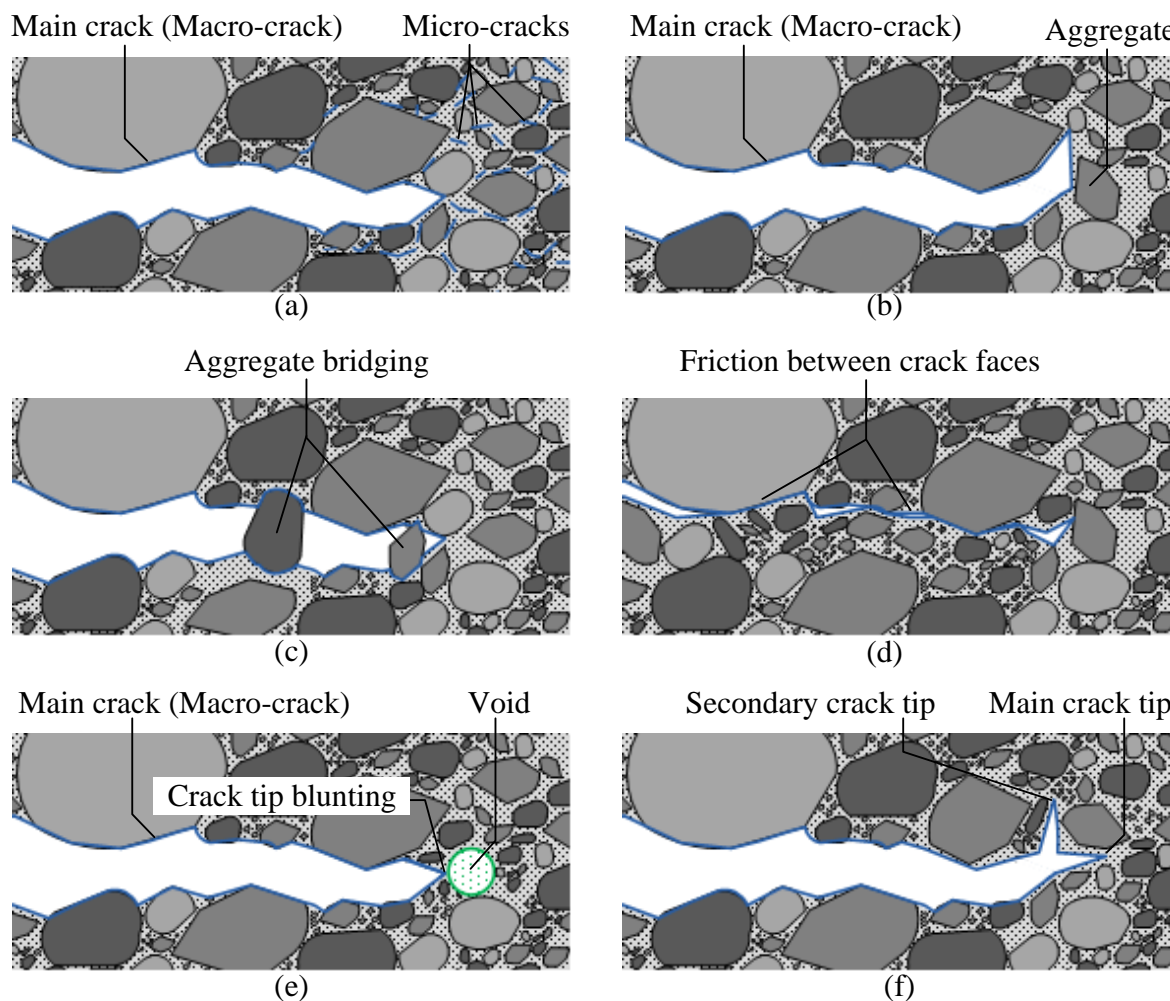 Main crack (Macro-crack) Micro-cracks
Main crack (Macro-crack) Aggregate
(a)
(b)
Aggregate bridging
Friction between crack faces
(c)
(d)
Main crack (Macro-crack) Void
Crack tip blunting
Secondary crack tip Main crack tip
(e)
(f)